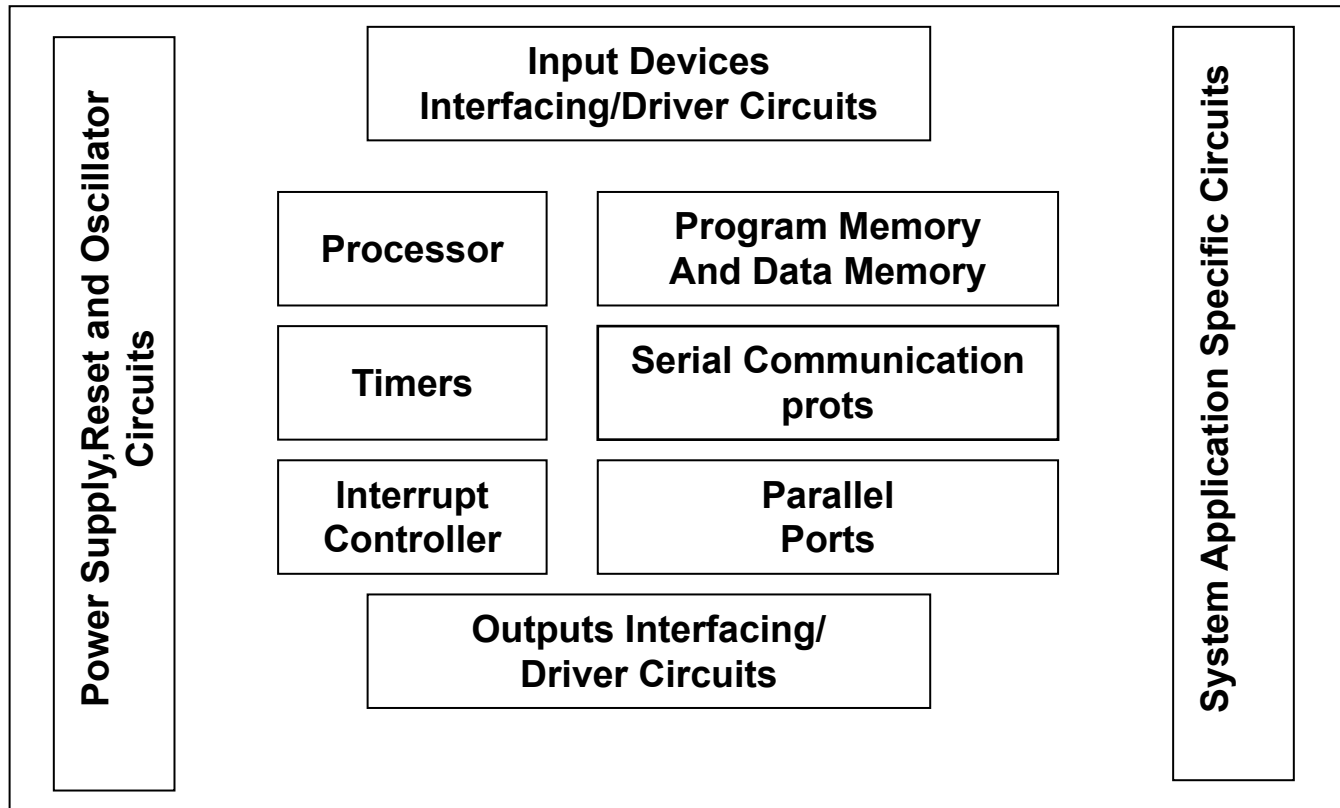 Power Supply,Reset and Oscillator
Circuits
Input Devices
Interfacing/Driver Circuits
Processor
Program Memory
And Data Memory
Timers
Serial Communication
prots
Interrupt
Controller
Parallel
Ports
Outputs Interfacing/
Driver Circuits
System Application Specific Circuits